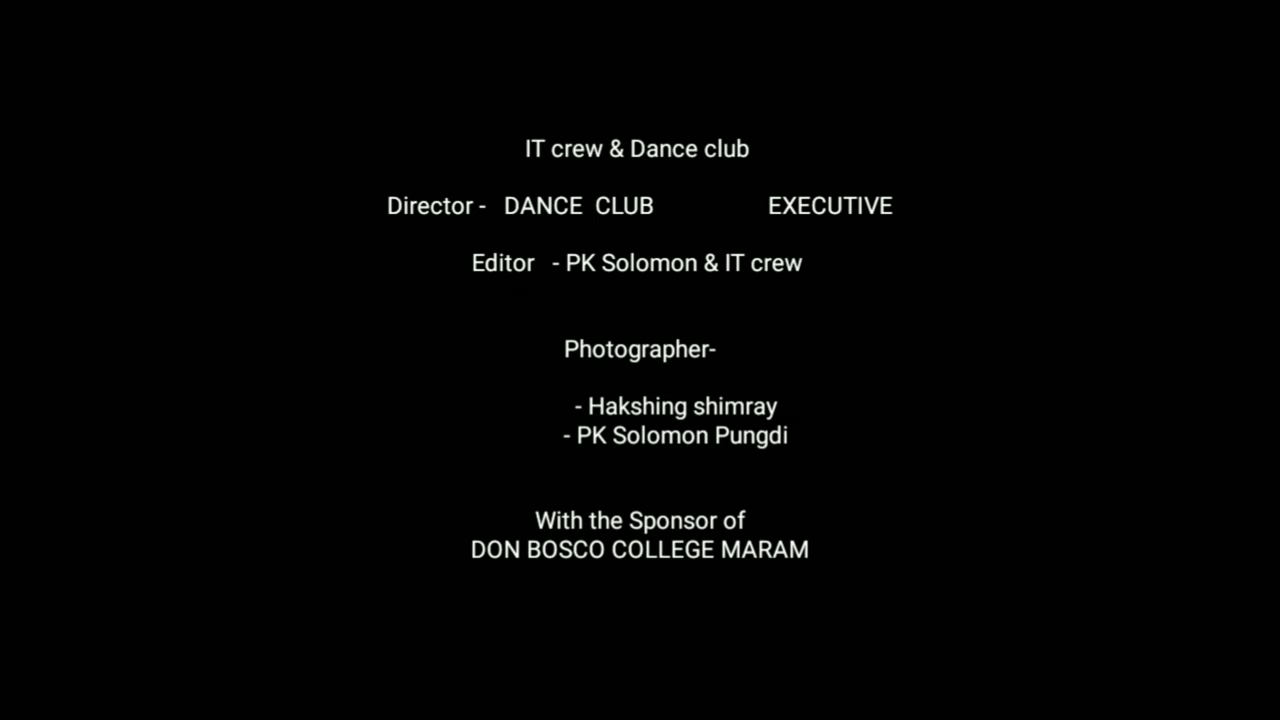 IT crew & Dance club
Director - DANCE CLUB EXECUTIVE
Editor - PK Solomon & IT crew
Photographer-
- Hakshing shimray
- PK Solomon Pungdi
With the Sponsor of
DON BOSCO COLLEGE MARAM